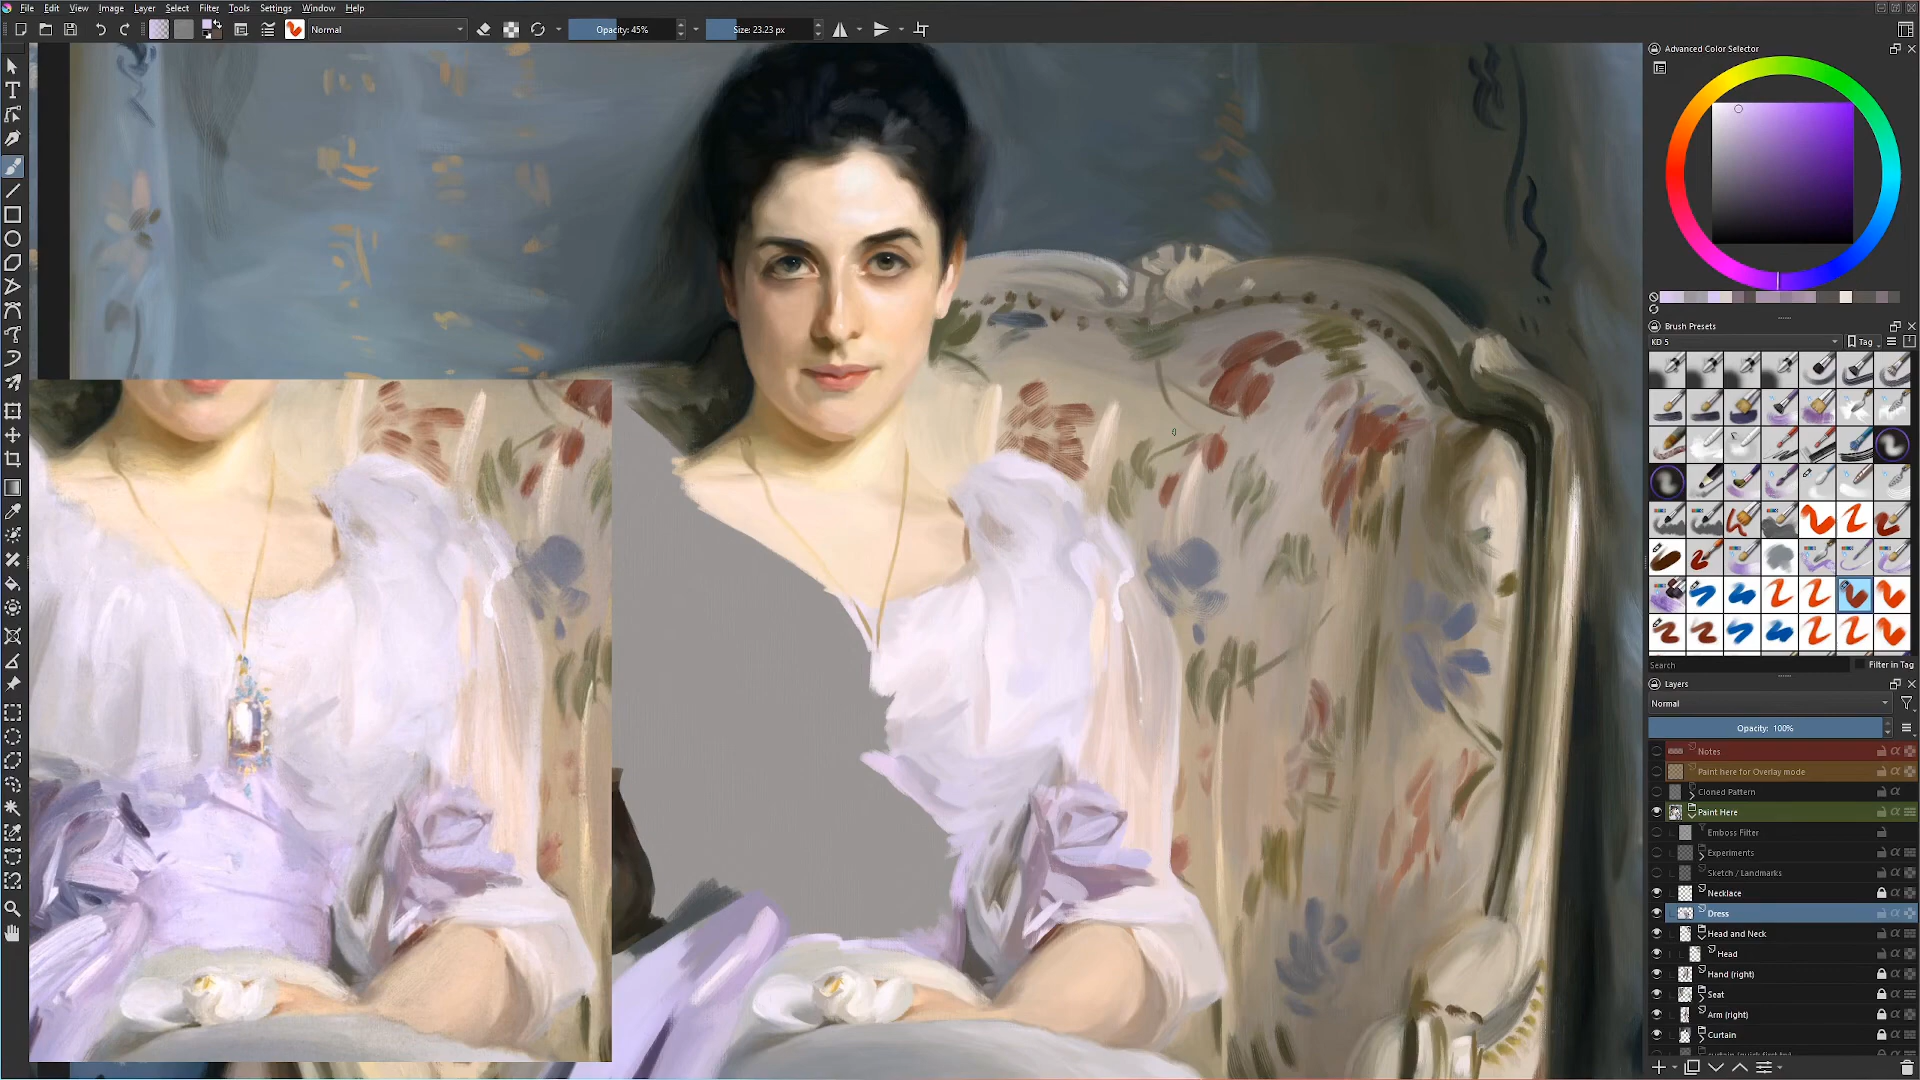 File Edit View Image Layer Select Filter Tools Settings Window Help
Normal
Opacity: 45%
Size: 23.23 px
Advanced Color Selector
Brush Presets
KD 5
Tag
Search
Filter in Tag
Layers
Normal
Opacity: 100%
Notes
Paint here for Overlay mode
Cloned Pattern
Paint Here
Emboss Filter
Experiments
Sketch / Landmarks
Necklace
Dress
Head and Neck
Head
Hand (right)
Seat
Arm (right)
Curtain